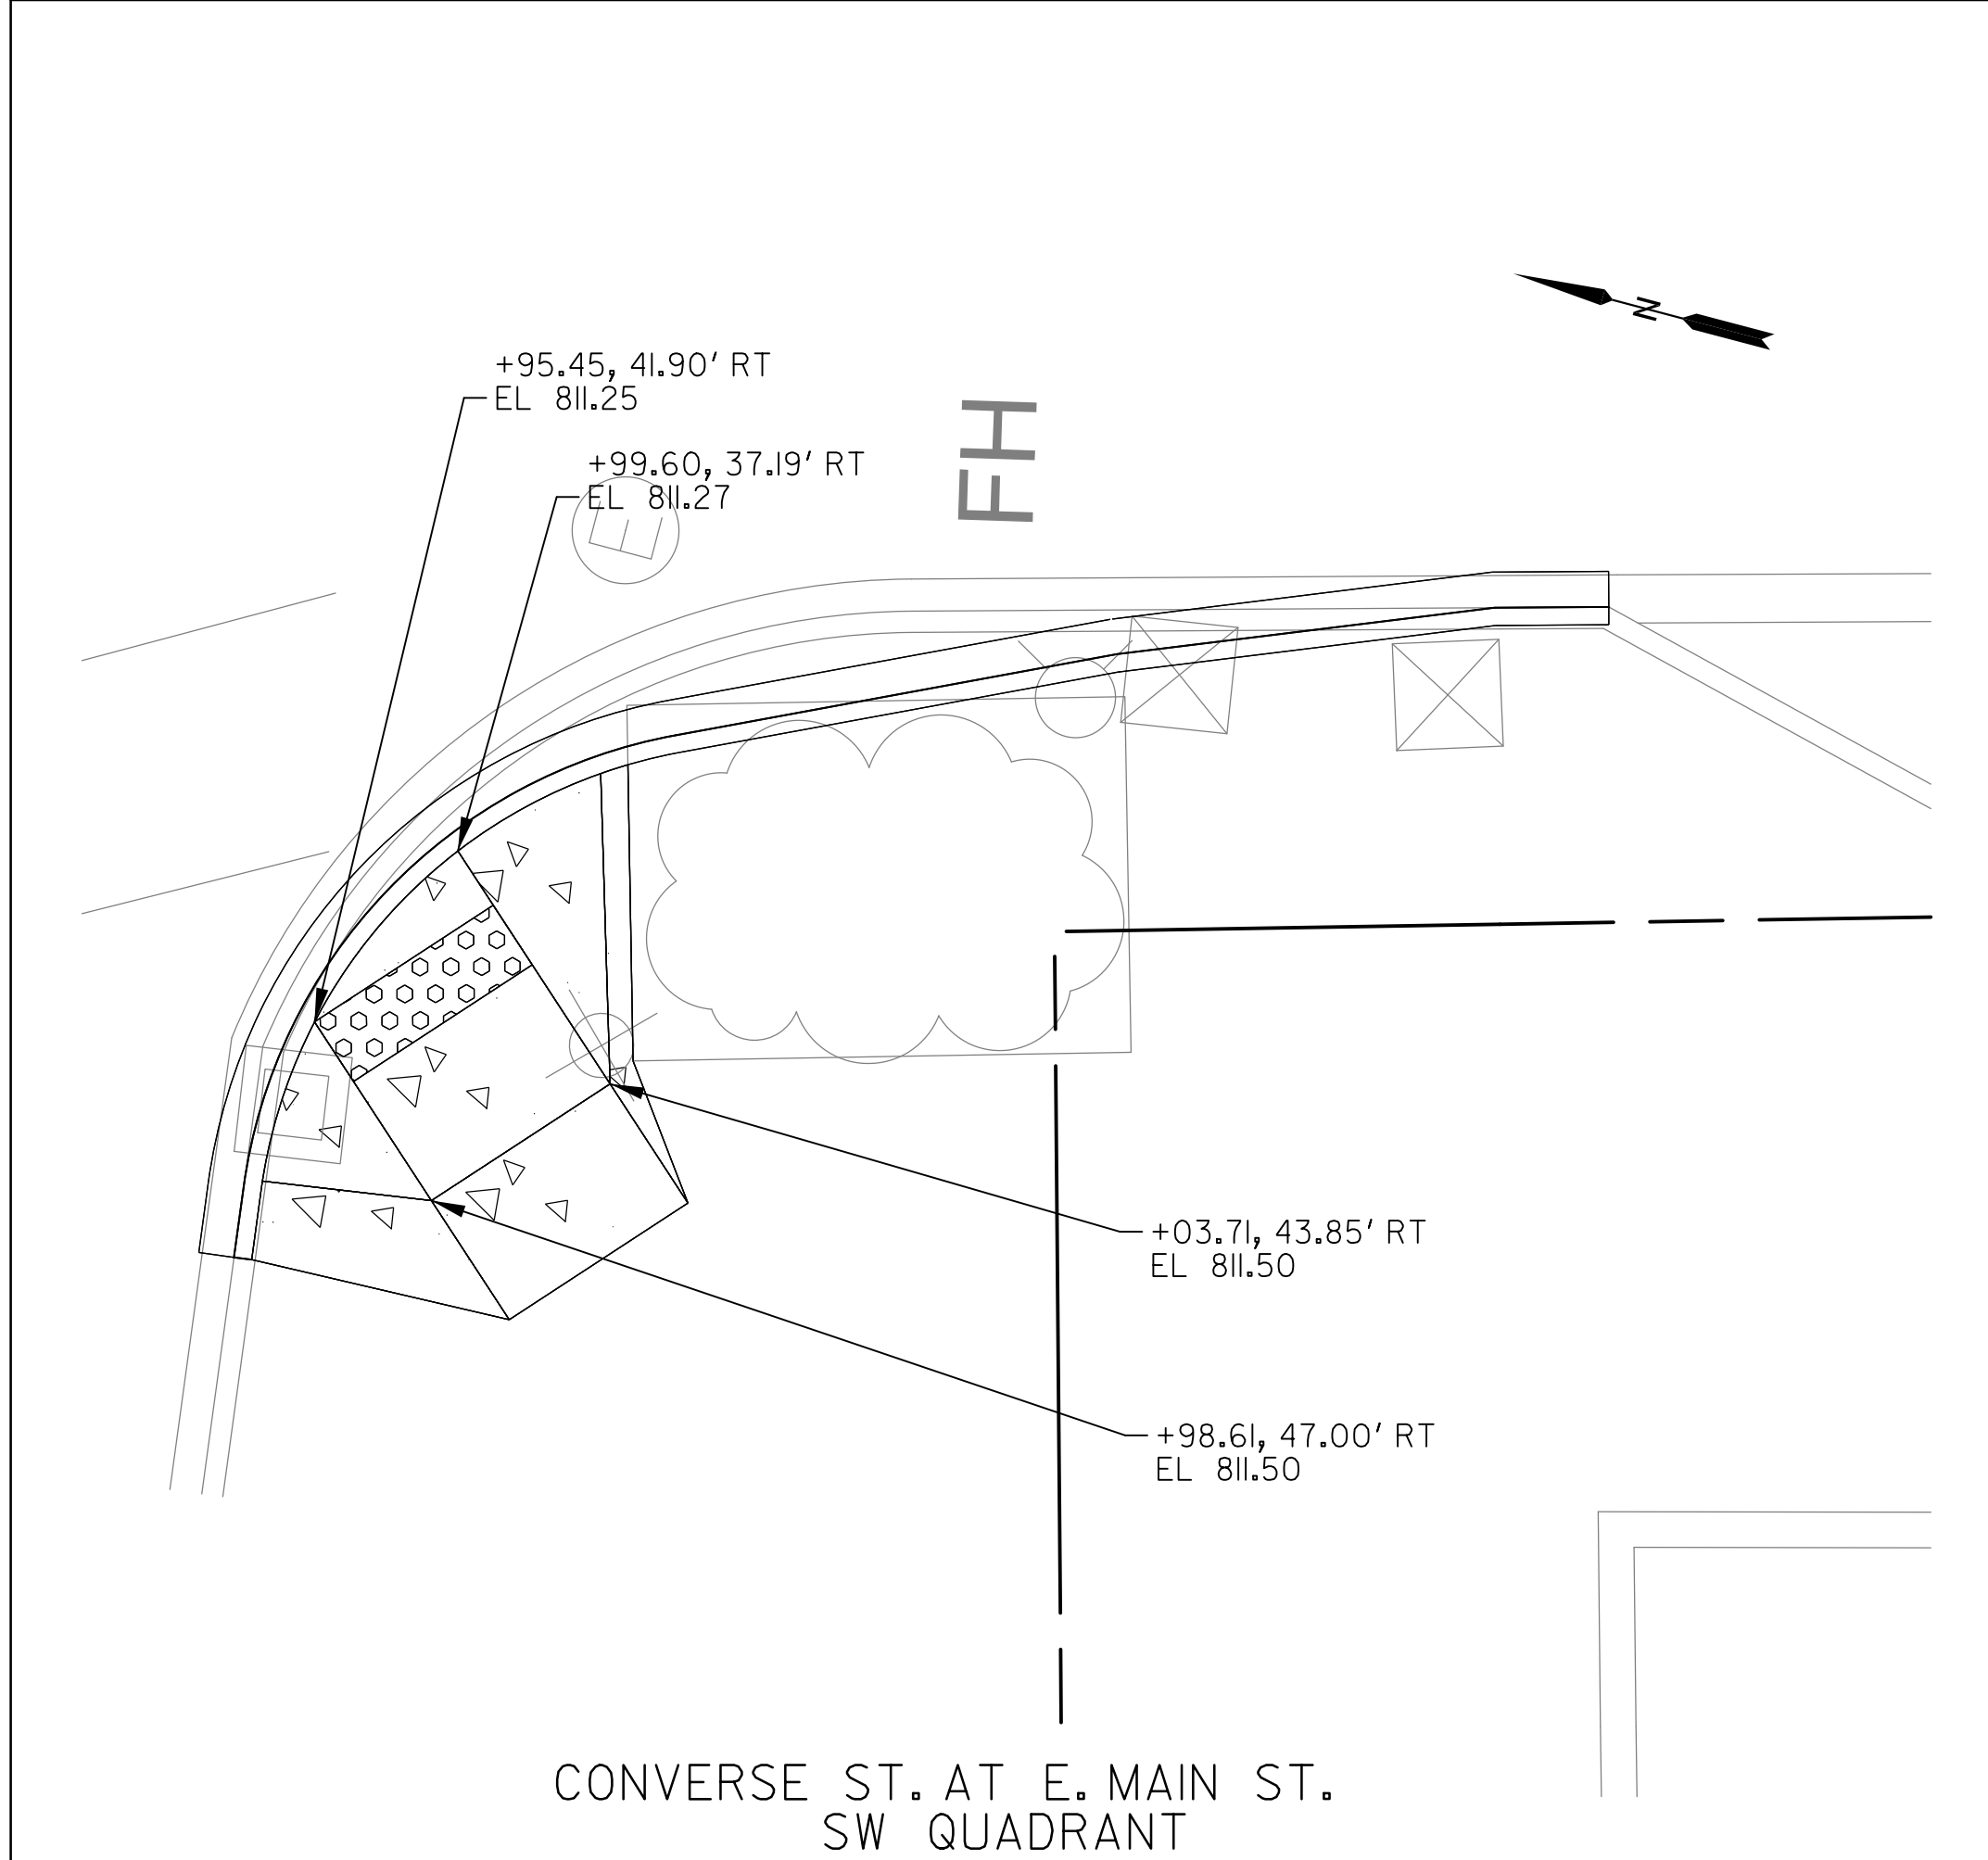 N
+95.45, 41.90' RT
EL 811.25
FH
+99.60, 37.19' RT
EL 811.27
E
+03.71, 43.85' RT
EL 811.50
+98.61, 47.00' RT
EL 811.50
CONVERSE ST. AT E. MAIN ST.
SW QUADRANT